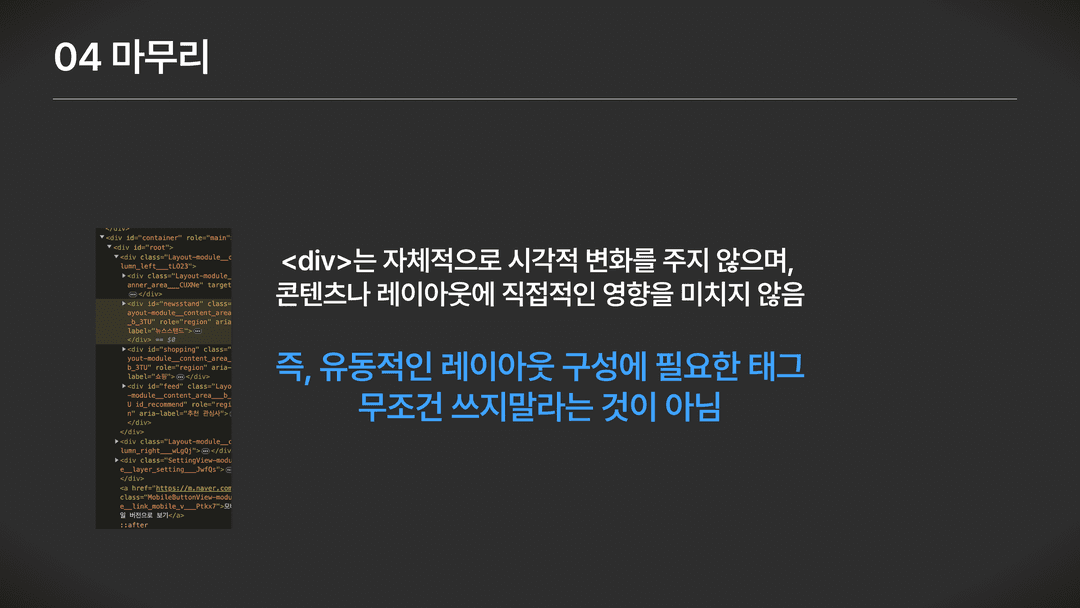 04 마무리
</div>
<div id="container" role="main"
<div id="root">
<div class="Layout-module__c
lumn_left___tLO23">
<div class="Layout-module_
anner_area___CUXNe" target
</div>
<div id="newsstand" class=
ayout-module__content_area
_b_3TU" role="region" aria
label="뉴스스탠드">
</div> == $0
<div id="shopping" class="
yout-module__content_area_
b_3TU" role="region" aria-
label="쇼핑"> </div>
<div id="feed" class="Layo
-module__content_area___b_
U id_recommend" role="regi
n" aria-label="추천 관심사">
</div>
</div>
<div class="Layout-module__c
lumn_right___wLgQj"> </div
<div class="SettingView-modu
e__layer_setting___JwfQs">
</div>
<a href="https://m.naver.com
class="MobileButtonView-modu
e__link_mobile_v___Ptkx7">모바
일 버전으로 보기</a>
::after
<div>는 자체적으로 시각적 변화를 주지 않으며,
콘텐츠나 레이아웃에 직접적인 영향을 미치지 않음
즉, 유동적인 레이아웃 구성에 필요한 태그
무조건 쓰지말라는 것이 아님